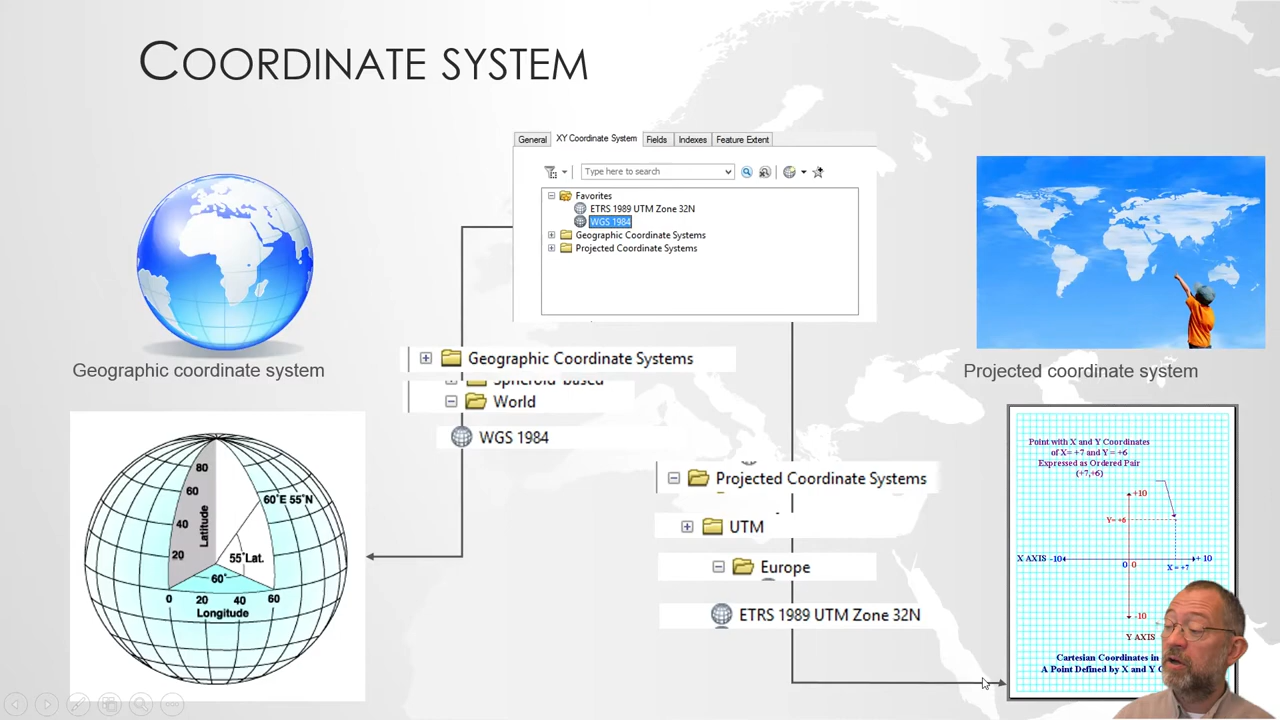 COORDINATE SYSTEM
General XY Coordinate System Fields Indexes Feature Extent
Type here to search
Favorites
ETRS 1989 UTM Zone 32N
WGS 1984
Geographic Coordinate Systems
Projected Coordinate Systems
Geographic coordinate system
Projected coordinate system
Geographic Coordinate Systems
Spheroid-based
World
WGS 1984
Projected Coordinate Systems
UTM
Europe
ETRS 1989 UTM Zone 32N
80
60
40
20
Latitude
60°E 55°N
55°Lat.
60°
0 20 40 60
Longitude
Point with X and Y Coordinates
of X= +7 and Y = +6
Expressed as Ordered Pair
(+7,+6)
+10
Y= +6
X AXIS -10 + 10
0 0 X = +7
-10
Y AXIS
Cartesian Coordinates in
A Point Defined by X and Y